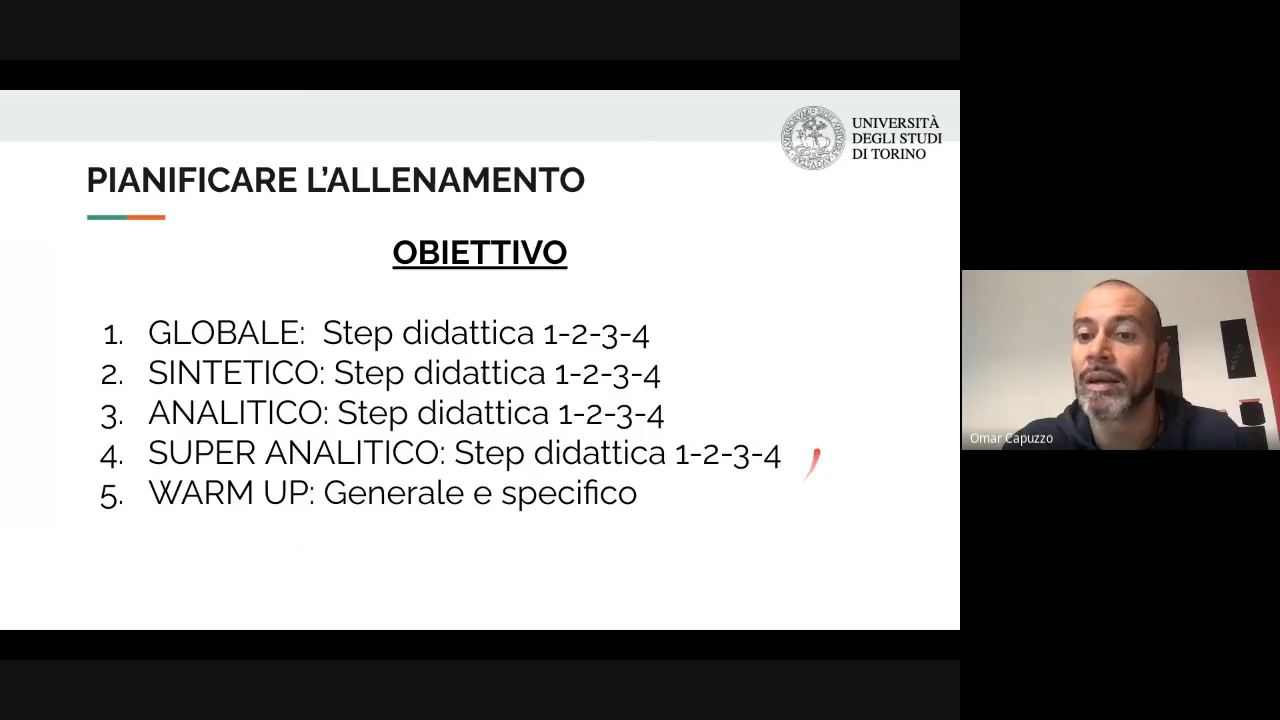 UNIVERSITÀ
DEGLI STUDI
DI TORINO
PIANIFICARE L’ALLENAMENTO
OBIETTIVO
1. GLOBALE: Step didattica 1-2-3-4
2. SINTETICO: Step didattica 1-2-3-4
3. ANALITICO: Step didattica 1-2-3-4
4. SUPER ANALITICO: Step didattica 1-2-3-4
5. WARM UP: Generale e specifico
Omar Capuzzo